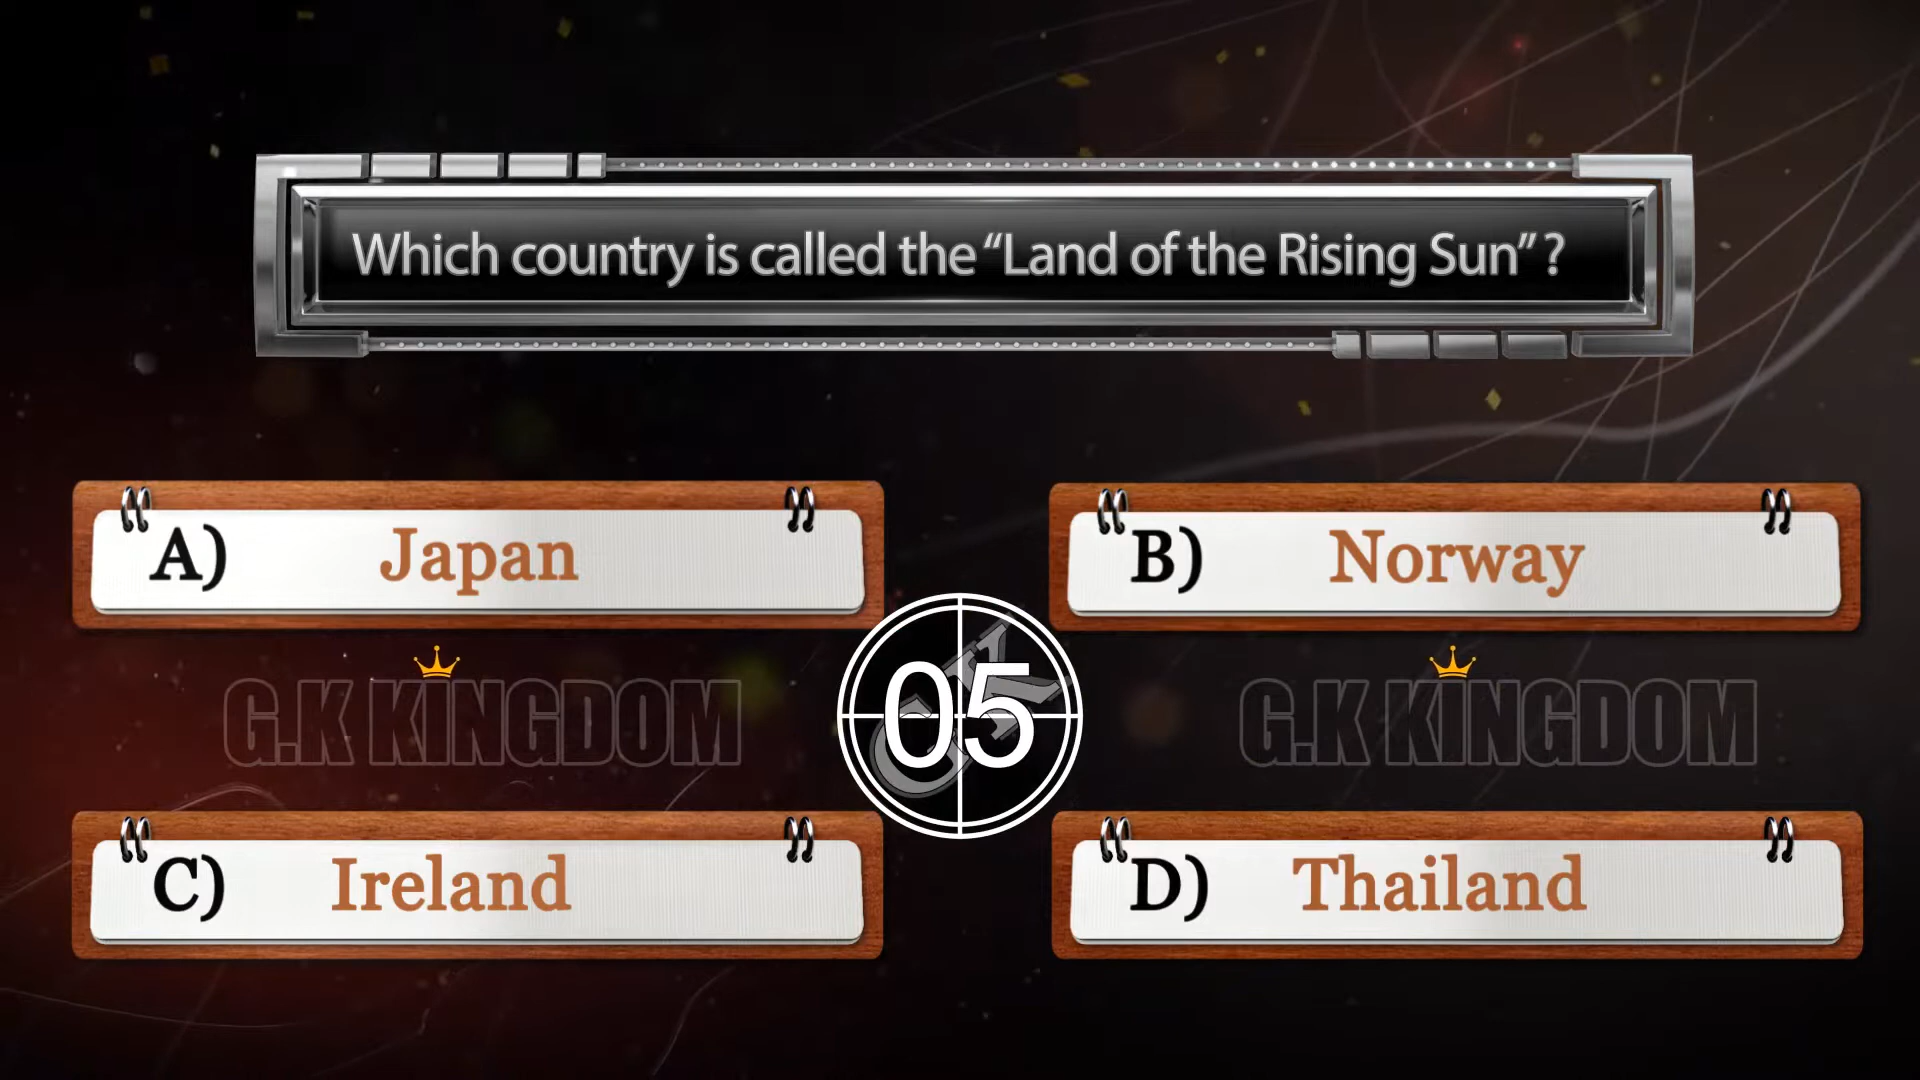 Which country is called the “Land of the Rising Sun” ?
A) Japan
B) Norway
G.K KINGDOM
05
G.K KINGDOM
C) Ireland
D) Thailand